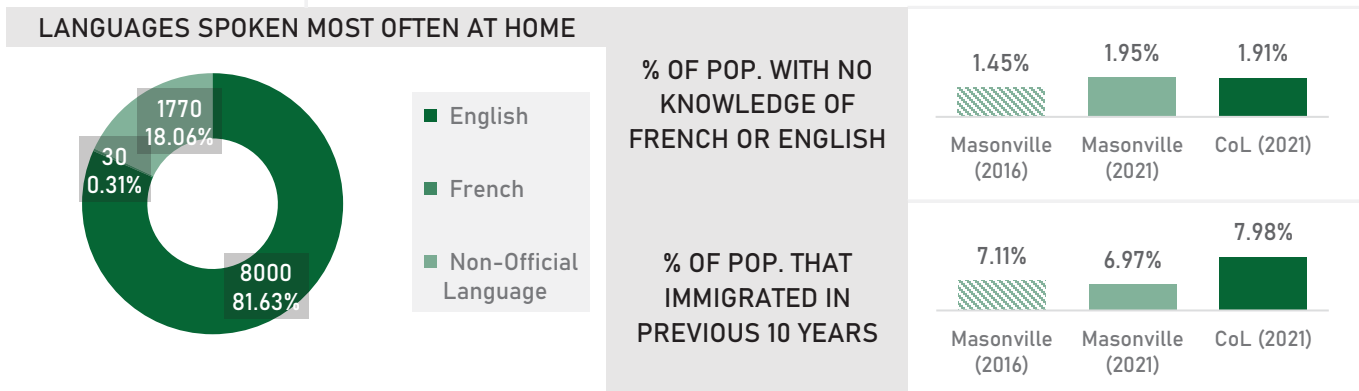 LANGUAGES SPOKEN MOST OFTEN AT HOME
1770
18.06%
30
0.31%
8000
81.63%
English
French
Non-Official
Language
% OF POP. WITH NO
KNOWLEDGE OF
FRENCH OR ENGLISH
1.45%
1.95%
1.91%
Masonville
(2016)
Masonville
(2021)
CoL (2021)
% OF POP. THAT
IMMIGRATED IN
PREVIOUS 10 YEARS
7.11%
6.97%
7.98%
Masonville
(2016)
Masonville
(2021)
CoL (2021)